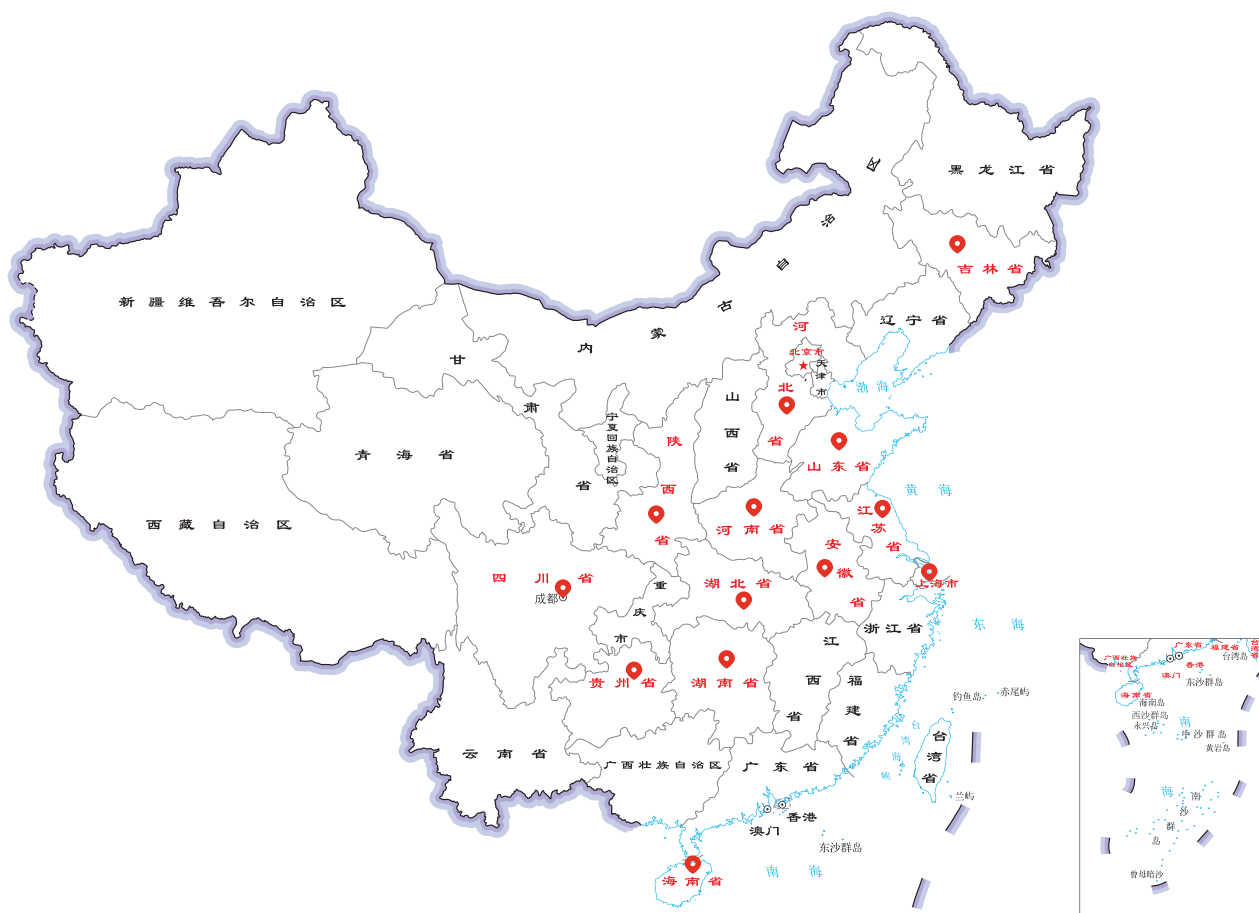 黑龙江省
吉林省
辽宁省
内蒙古自治区
新疆维吾尔自治区
甘肃省
宁夏回族自治区
青海省
西藏自治区
陕西省
山西省
河北省
北京市
天津市
渤海
山东省
黄海
河南省
江苏省
安徽省
上海市
四川省
成都
重庆市
湖北省
浙江省
东海
江西省
湖南省
贵州省
福建省
钓鱼岛
赤尾屿
台湾海峡
台湾省
兰屿
云南省
广西壮族自治区
广东省
香港
澳门
东沙群岛
南海
海南省
广东省
福建省
台湾省
台湾岛
广西壮族
自治区
香港
澳门
东沙群岛
海南省
海南岛
西沙群岛
永兴岛
中沙群岛
黄岩岛
南海
南沙群岛
曾母暗沙